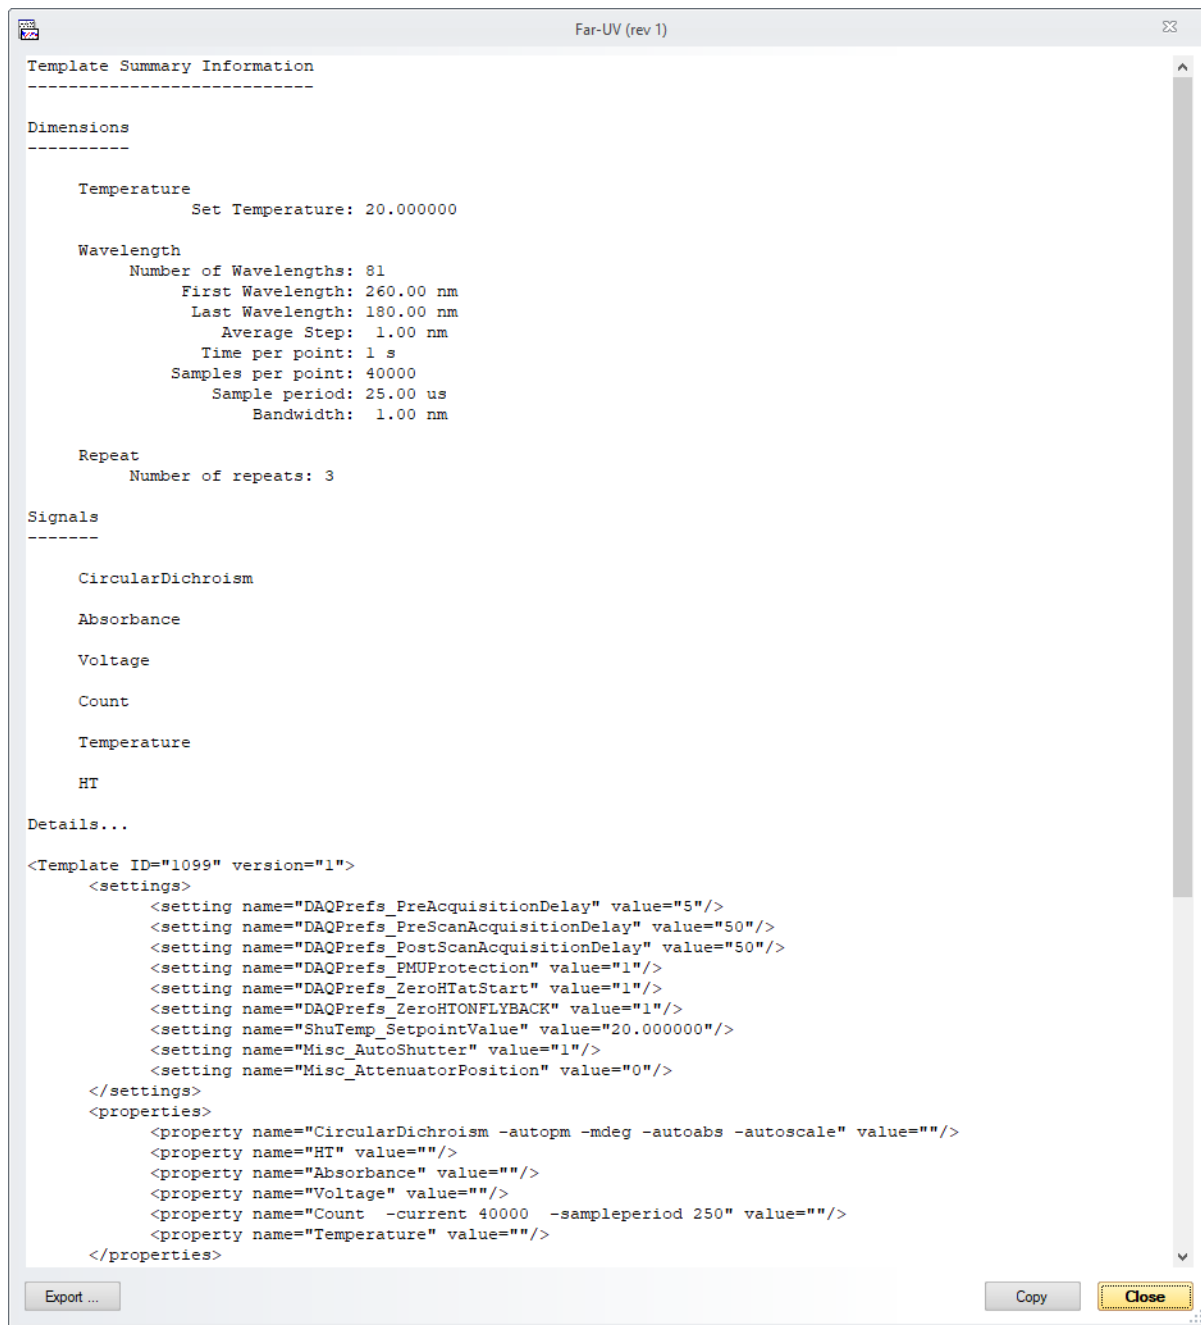 Far-UV (rev 1)
Template Summary Information
----------------------------
Dimensions
----------
Temperature
Set Temperature: 20.000000
Wavelength
Number of Wavelengths: 81
First Wavelength: 260.00 nm
Last Wavelength: 180.00 nm
Average Step:  1.00 nm
Time per point: 1 s
Samples per point: 40000
Sample period: 25.00 us
Bandwidth:  1.00 nm
Repeat
Number of repeats: 3
Signals
-------
CircularDichroism
Absorbance
Voltage
Count
Temperature
HT
Details...
<Template ID="1099" version="1">
<settings>
<setting name="DAQPrefs_PreAcquisitionDelay" value="5"/>
<setting name="DAQPrefs_PreScanAcquisitionDelay" value="50"/>
<setting name="DAQPrefs_PostScanAcquisitionDelay" value="50"/>
<setting name="DAQPrefs_PMUProtection" value="1"/>
<setting name="DAQPrefs_ZeroHTatStart" value="1"/>
<setting name="DAQPrefs_ZeroHTONFLYBACK" value="1"/>
<setting name="ShuTemp_SetpointValue" value="20.000000"/>
<setting name="Misc_AutoShutter" value="1"/>
<setting name="Misc_AttenuatorPosition" value="0"/>
</settings>
<properties>
<property name="CircularDichroism -autopm -mdeg -autoabs -autoscale" value=""/>
<property name="HT" value=""/>
<property name="Absorbance" value=""/>
<property name="Voltage" value=""/>
<property name="Count  -current 40000  -sampleperiod 250" value=""/>
<property name="Temperature" value=""/>
</properties>
Export ...
Copy
Close